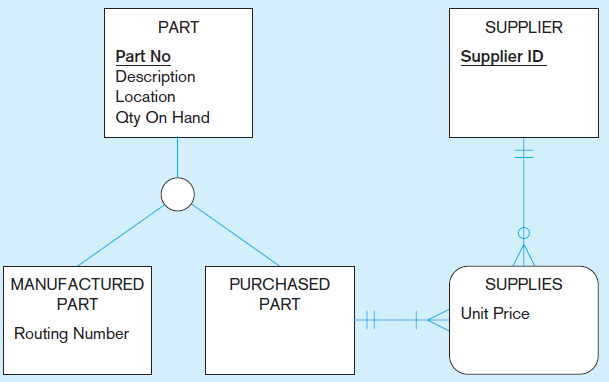 PART
Part No
Description
Location
Qty On Hand
SUPPLIER
Supplier ID
MANUFACTURED
PART
Routing Number
PURCHASED
PART
SUPPLIES
Unit Price